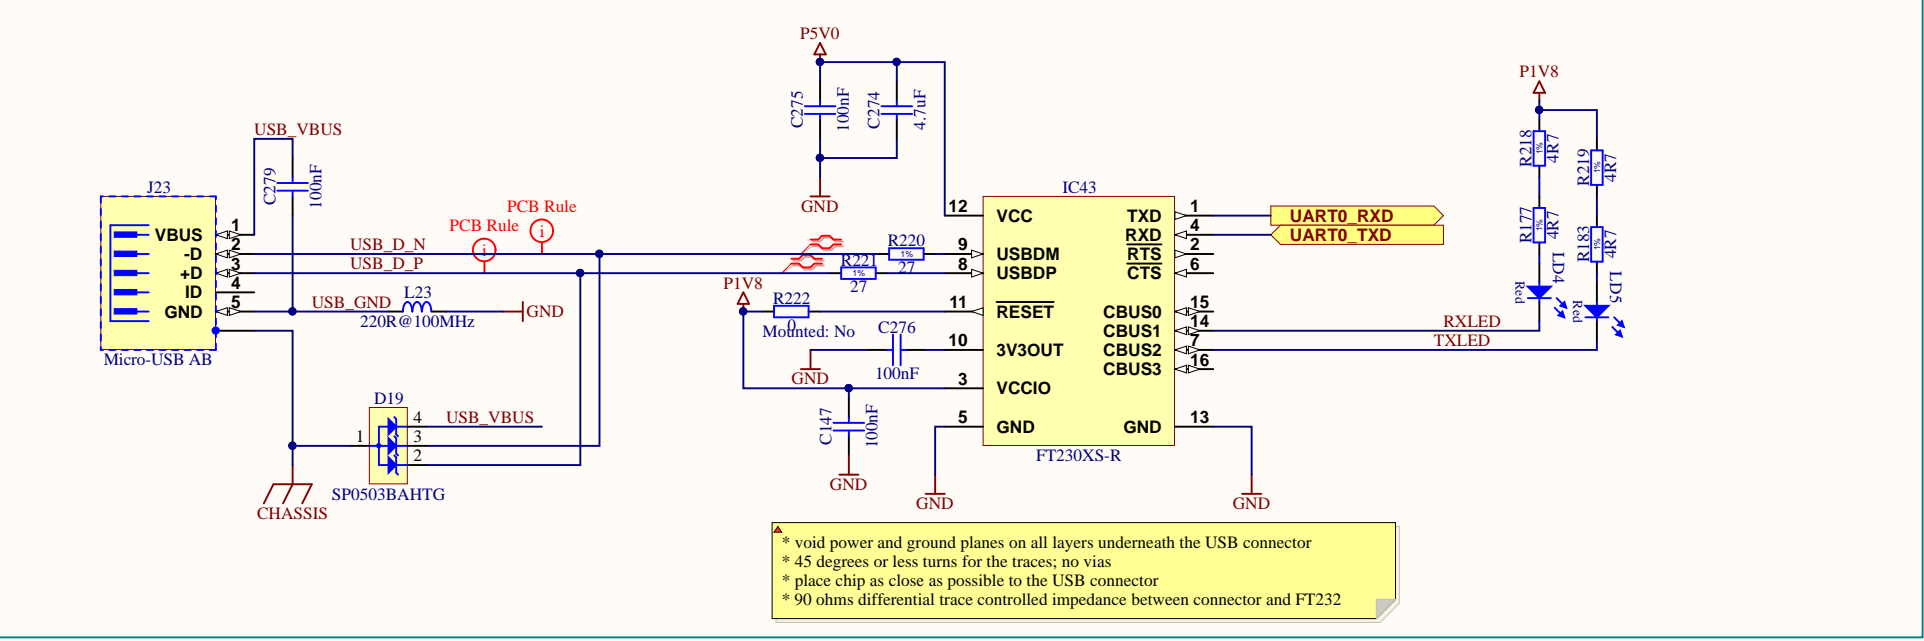 P5V0
C275
100nF
C274
4.7uF
GND
P1V8
R218
1%
4R7
R219
1%
4R7
R177
1%
4R7
R183
1%
4R7
LD4
Red
LD5
Red
USB_VBUS
C279
100nF
J23
VBUS
-D
+D
ID
GND
1
2
3
4
5
Micro-USB AB
PCB Rule
i
PCB Rule
i
USB_D_N
USB_D_P
USB_GND
L23
220R@100MHz
GND
R220
1%
27
R221
1%
27
P1V8
R222
0
Mounted: No
C276
100nF
GND
C147
100nF
GND
IC43
12 VCC
9 USBDM
8 USBDP
11 RESET
10 3V3OUT
3 VCCIO
5 GND
TXD 1
RXD 4
RTS 2
CTS 6
CBUS0 15
CBUS1 14
CBUS2 7
CBUS3 16
GND 13
FT230XS-R
UART0_RXD
UART0_TXD
RXLED
TXLED
GND
GND
D19
1
4
3
2
USB_VBUS
SP0503BAHTG
CHASSIS
* void power and ground planes on all layers underneath the USB connector
* 45 degrees or less turns for the traces; no vias
* place chip as close as possible to the USB connector
* 90 ohms differential trace controlled impedance between connector and FT232